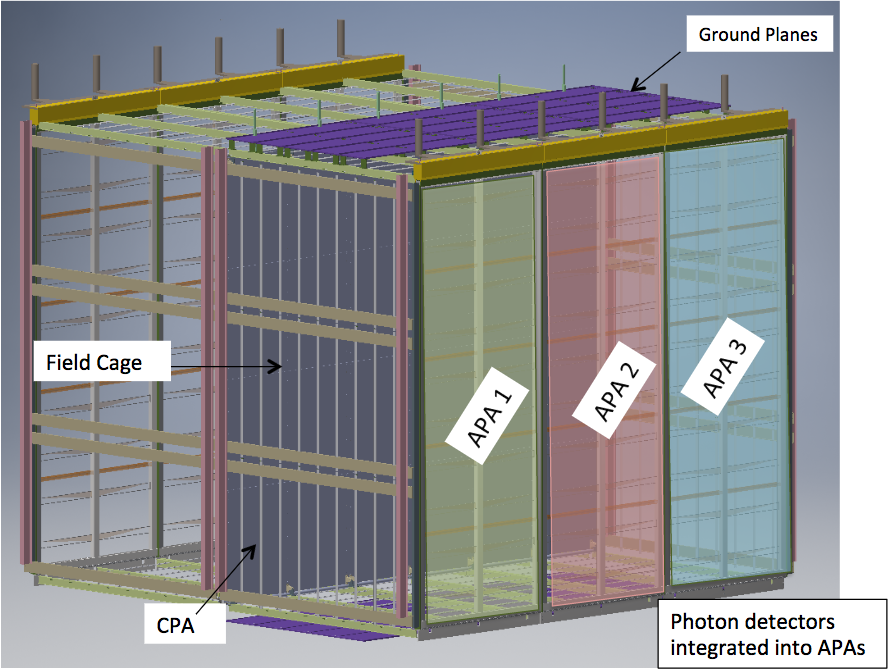 Ground Planes
Field Cage
APA 1
APA 2
APA 3
CPA
Photon detectors
integrated into APAs